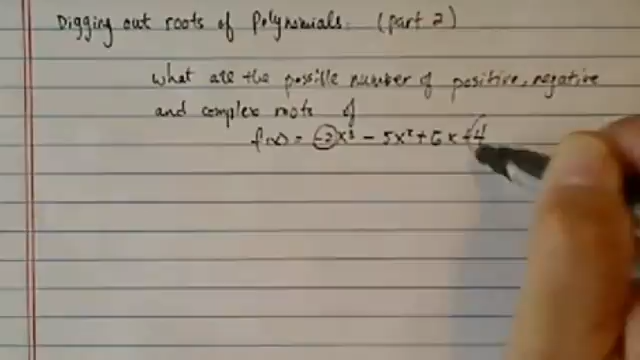 Digging out roots of Polynomials. (part 2)
what are the possible number of positive, negative
and complex roots of
f(x) = -2x³ - 5x² + 6x + 4